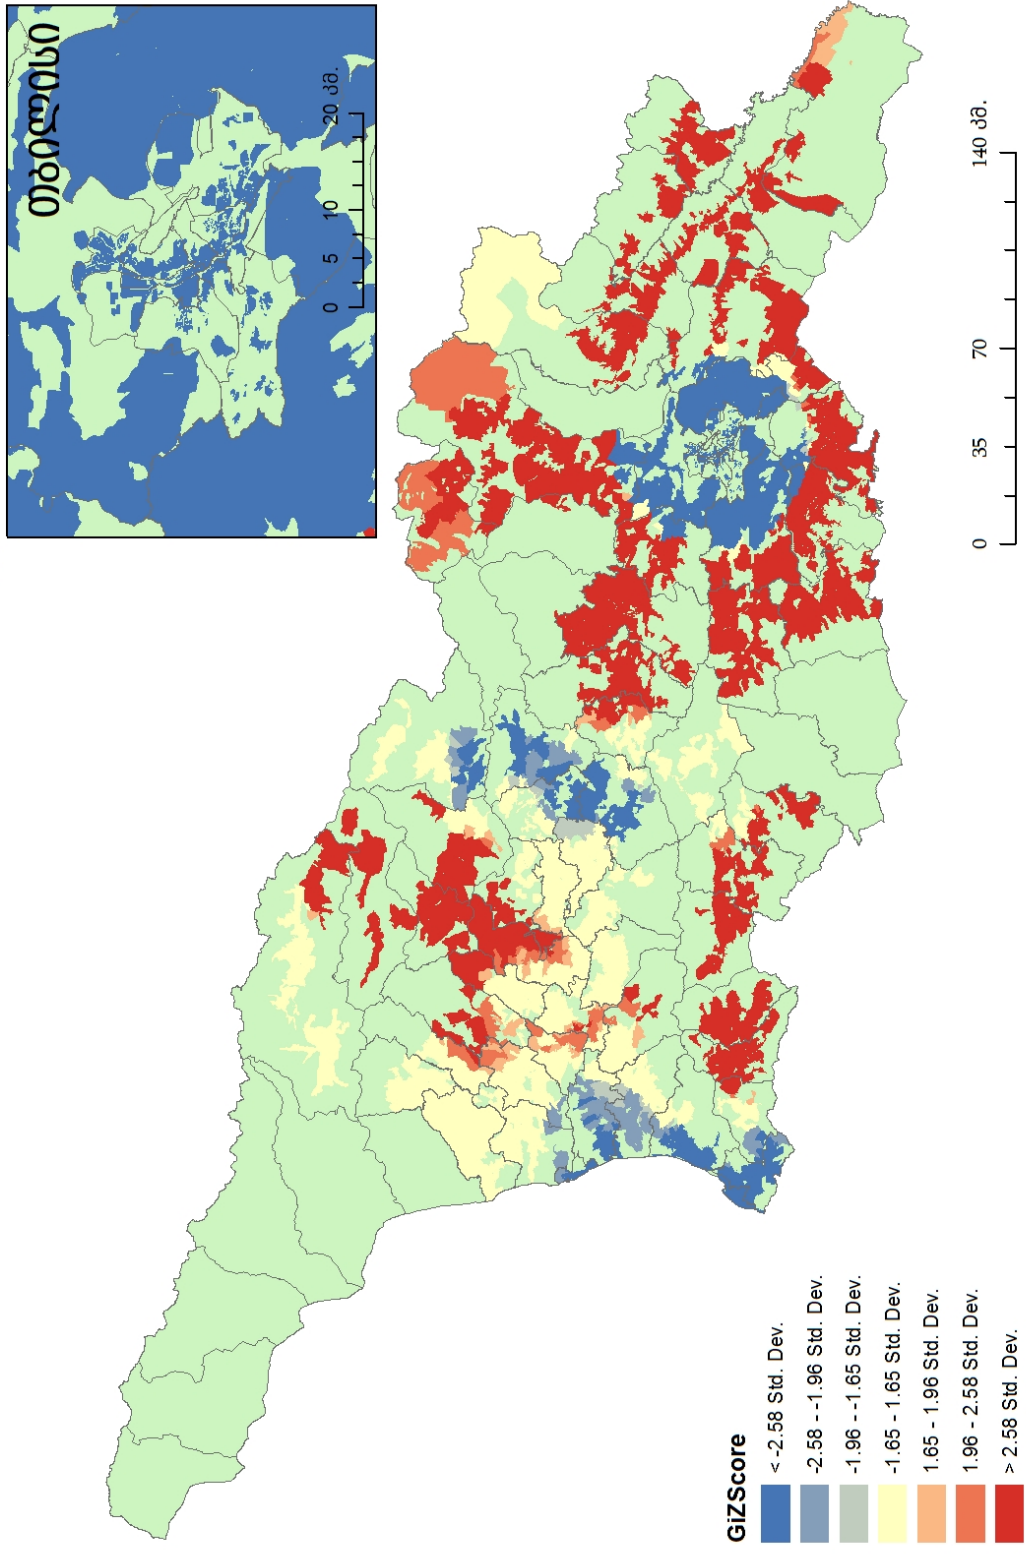 თბილისი
0 5 10 20 კმ.
GiZScore
< -2.58 Std. Dev.
-2.58 - -1.96 Std. Dev.
-1.96 - -1.65 Std. Dev.
-1.65 - 1.65 Std. Dev.
1.65 - 1.96 Std. Dev.
1.96 - 2.58 Std. Dev.
> 2.58 Std. Dev.
0 35 70 140 კმ.